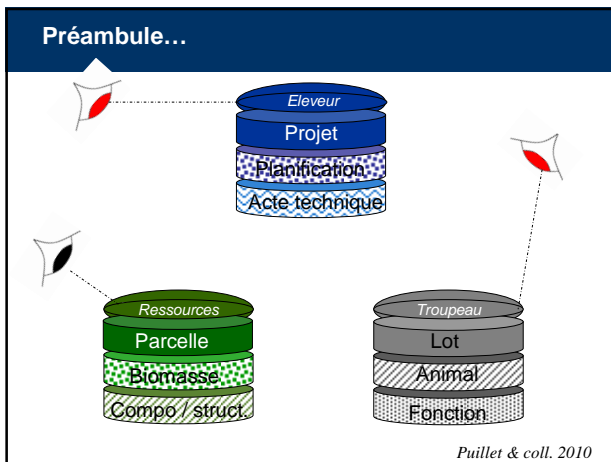 Préambule…
Eleveur
Projet
Planification
Acte technique
Ressources
Parcelle
Biomasse
Compo / struct.
Troupeau
Lot
Animal
Fonction
Puillet & coll. 2010